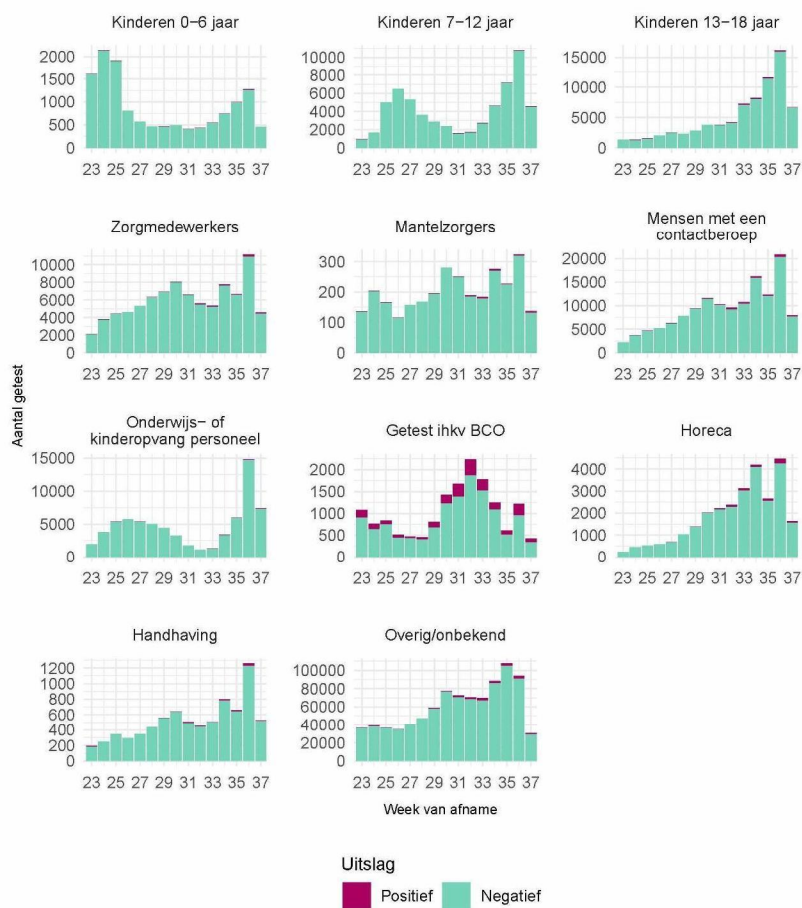 Kinderen 0–6 jaar
2000
1500
1000
500
0
23 25 27 29 31 33 35 37
Kinderen 7–12 jaar
10000
8000
6000
4000
2000
0
23 25 27 29 31 33 35 37
Kinderen 13–18 jaar
15000
10000
5000
0
23 25 27 29 31 33 35 37
Zorgmedewerkers
10000
8000
6000
4000
2000
0
23 25 27 29 31 33 35 37
Mantelzorgers
300
200
100
0
23 25 27 29 31 33 35 37
Mensen met een
contactberoep
20000
15000
10000
5000
0
23 25 27 29 31 33 35 37
Aantal getest
Onderwijs– of
kinderopvang personeel
15000
10000
5000
0
23 25 27 29 31 33 35 37
Getest ihkv BCO
2000
1500
1000
500
0
23 25 27 29 31 33 35 37
Horeca
4000
3000
2000
1000
0
23 25 27 29 31 33 35 37
Handhaving
1200
1000
800
600
400
200
0
23 25 27 29 31 33 35 37
Overig/onbekend
100000
80000
60000
40000
20000
0
23 25 27 29 31 33 35 37
Week van afname
Uitslag
Positief Negatief